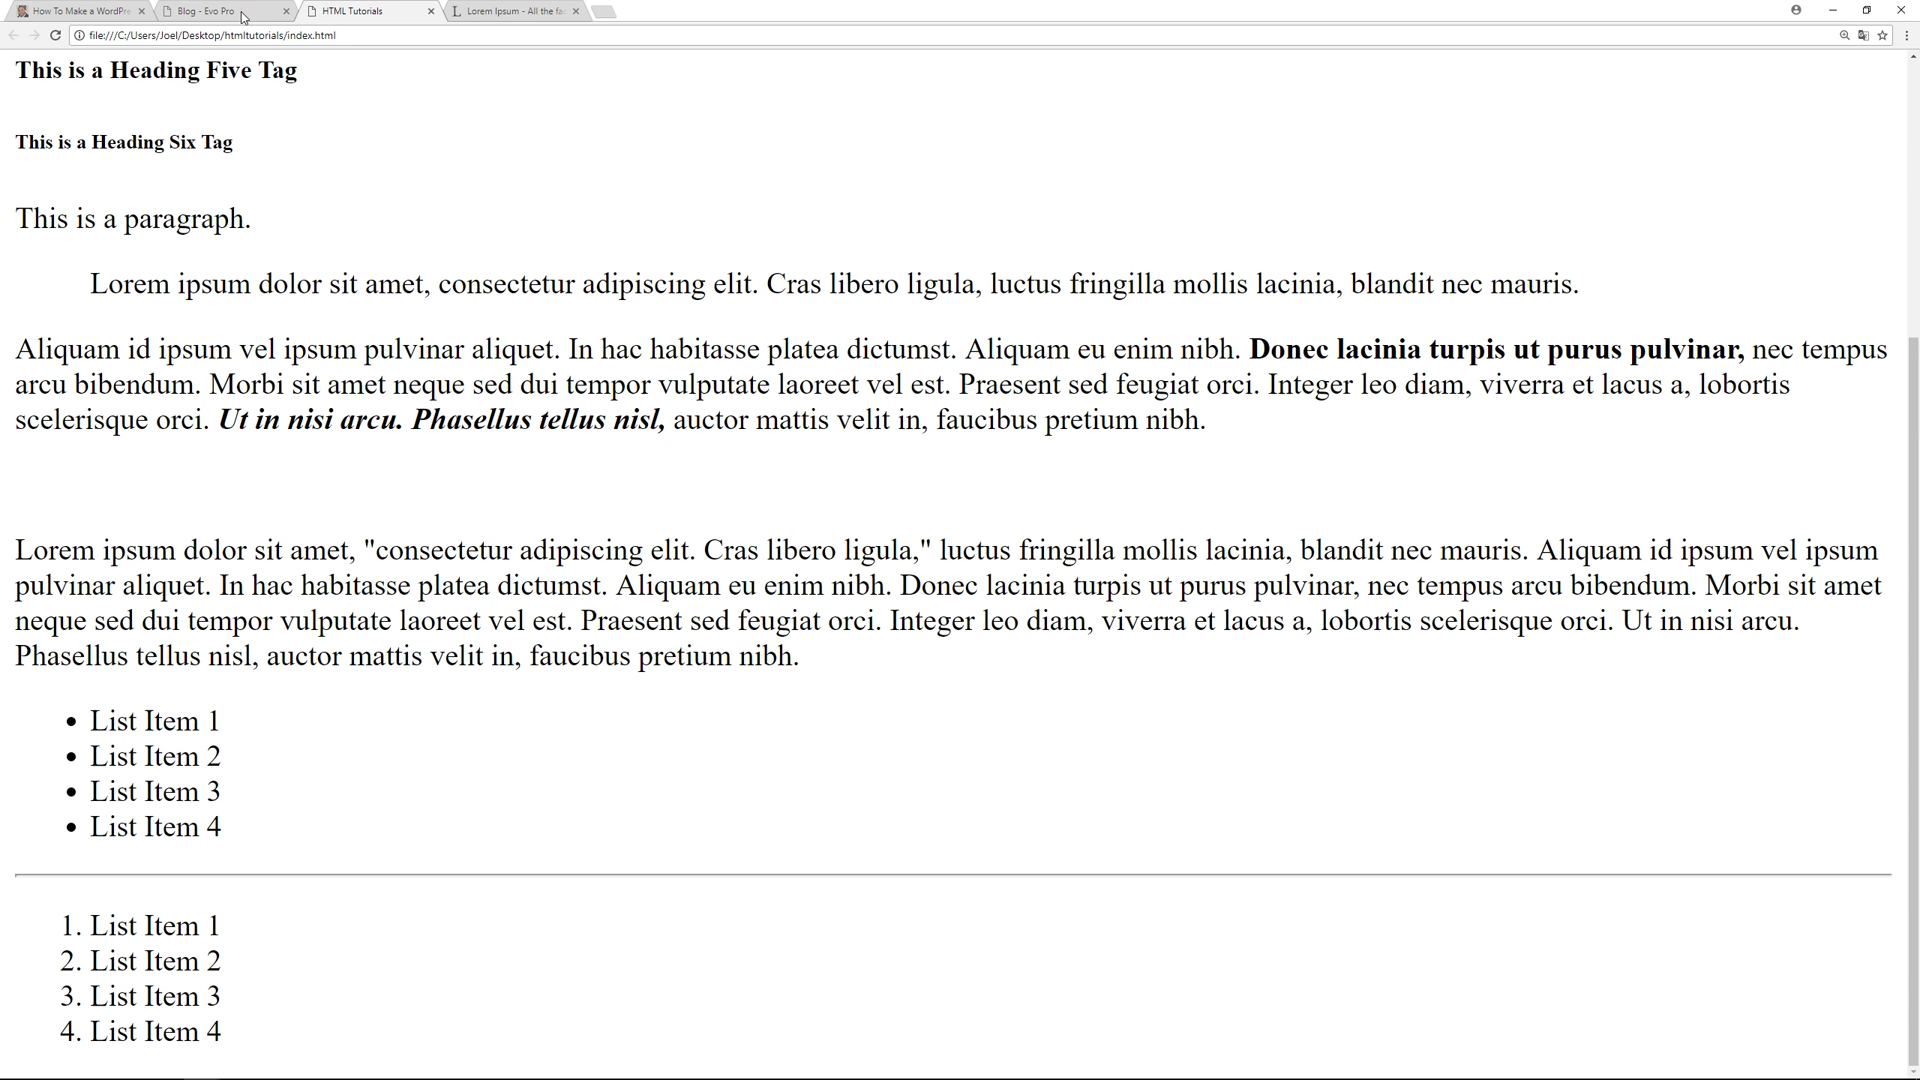 How To Make a WordPre
Blog - Evo Pro
HTML Tutorials
Lorem Ipsum - All the fa
file:///C:/Users/Joel/Desktop/htmltutorials/index.html
This is a Heading Five Tag
This is a Heading Six Tag
This is a paragraph.
Lorem ipsum dolor sit amet, consectetur adipiscing elit. Cras libero ligula, luctus fringilla mollis lacinia, blandit nec mauris.
Aliquam id ipsum vel ipsum pulvinar aliquet. In hac habitasse platea dictumst. Aliquam eu enim nibh. Donec lacinia turpis ut purus pulvinar, nec tempus
arcu bibendum. Morbi sit amet neque sed dui tempor vulputate laoreet vel est. Praesent sed feugiat orci. Integer leo diam, viverra et lacus a, lobortis
scelerisque orci. Ut in nisi arcu. Phasellus tellus nisl, auctor mattis velit in, faucibus pretium nibh.
Lorem ipsum dolor sit amet, "consectetur adipiscing elit. Cras libero ligula," luctus fringilla mollis lacinia, blandit nec mauris. Aliquam id ipsum vel ipsum
pulvinar aliquet. In hac habitasse platea dictumst. Aliquam eu enim nibh. Donec lacinia turpis ut purus pulvinar, nec tempus arcu bibendum. Morbi sit amet
neque sed dui tempor vulputate laoreet vel est. Praesent sed feugiat orci. Integer leo diam, viverra et lacus a, lobortis scelerisque orci. Ut in nisi arcu.
Phasellus tellus nisl, auctor mattis velit in, faucibus pretium nibh.
• List Item 1
• List Item 2
• List Item 3
• List Item 4
1. List Item 1
2. List Item 2
3. List Item 3
4. List Item 4